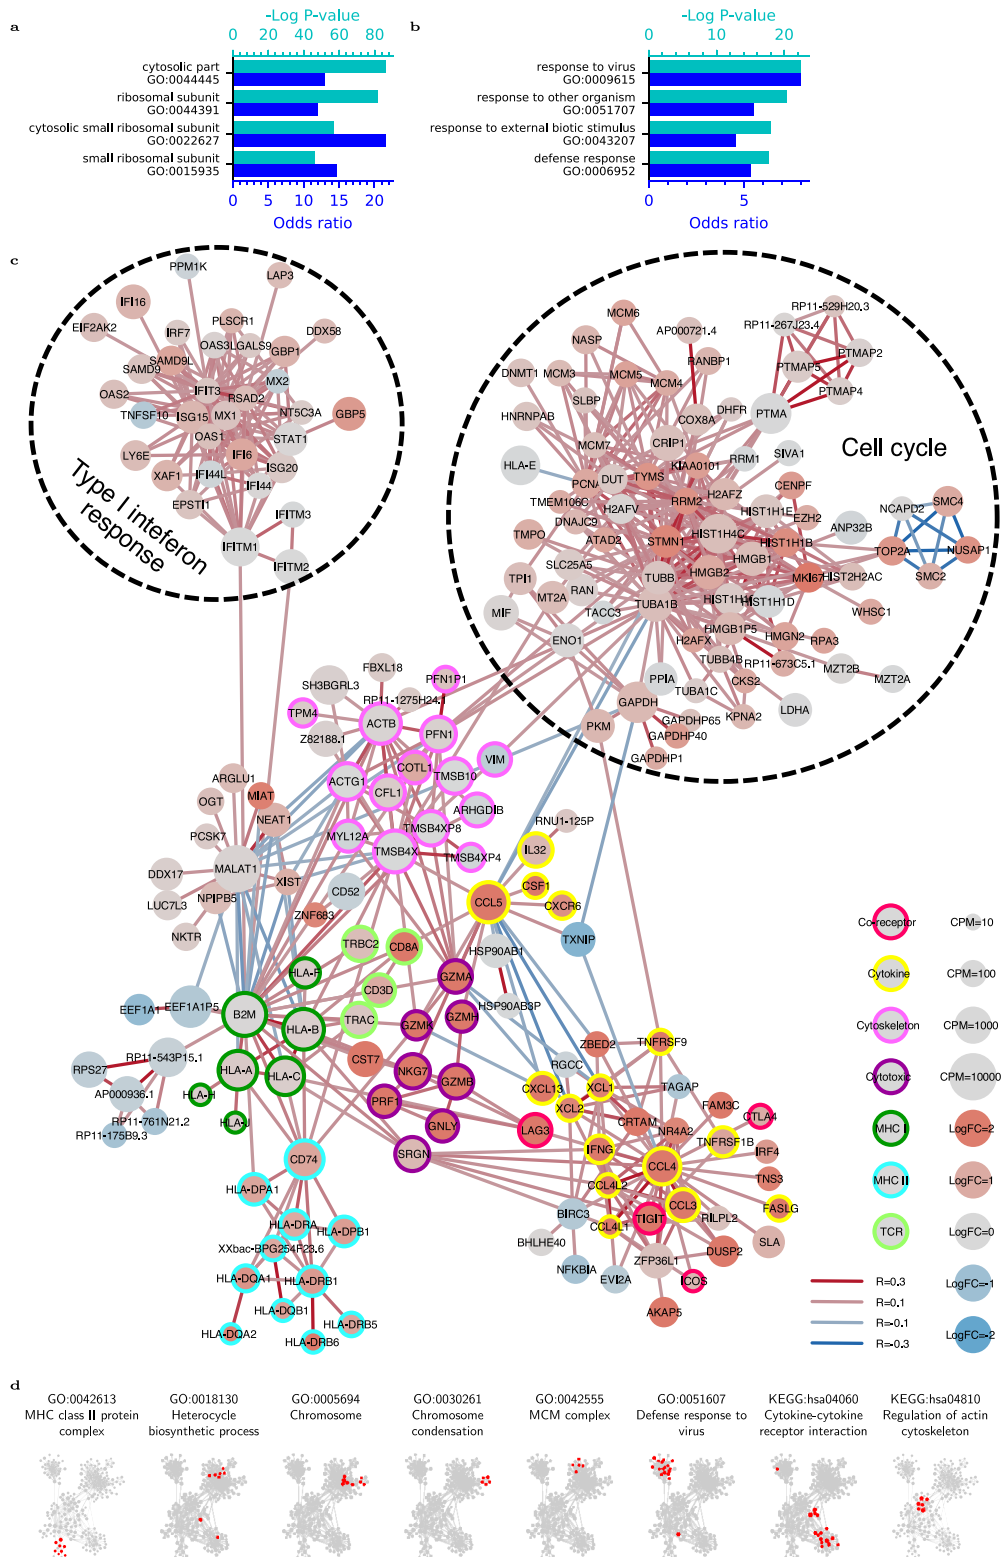 a
-Log P-value
0 20 40 60 80
cytosolic part
GO:0044445
ribosomal subunit
GO:0044391
cytosolic small ribosomal subunit
GO:0022627
small ribosomal subunit
GO:0015935
0 5 10 15 20
Odds ratio
b
-Log P-value
0 10 20
response to virus
GO:0009615
response to other organism
GO:0051707
response to external biotic stimulus
GO:0043207
defense response
GO:0006952
0 5
Odds ratio
c
PPM1K
LAP3
IFI16
EIF2AK2
IRF7
PLSCR1
DDX58
OAS3
LGALS9
GBP1
SAMD9L
SAMD9
MX2
IFIT3
RSAD2
OAS2
TNFSF10
ISG15
MX1
NT5C3A
GBP5
OAS1
STAT1
LY6E
IFI6
ISG20
XAF1
IFI44L
IFI44
EPSTI1
IFITM3
IFITM1
IFITM2
Type I inteferon
response
RP11-529H20.3
MCM6
AP000721.4
RP11-267J23.4
NASP
RANBP1
PTMAP2
PTMAP5
DNMT1
MCM3
MCM5
MCM4
PTMAP4
SLBP
DHFR
PTMA
HNRNPAB
COX8A
MCM7
CRIP1
Cell cycle
HLA-E
KIAA0101
RRM1
SIVA1
PCNA
DUT
TYMS
CENPF
RRM2
H2AFZ
TMEM106C
H2AFV
HIST1H1E
SMC4
NCAPD2
DNAJC9
EZH2
ANP32B
TMPO
ATAD2
STMN1
HIST1H4C
HIST1H1B
TOP2A
NUSAP1
SLC25A5
HMGB1
TPI1
TUBB
HMGB2
MKI67
HIST2H2AC
SMC2
RAN
MT2A
TUBA1B
HIST1H1D
MIF
TACC3
WHSC1
ENO1
HMGB1P5
H2AFX
HMGN2
RPA3
TUBB4B
RP11-673C5.1
PPIA
MZT2B
MZT2A
TUBA1C
CKS2
GAPDH
LDHA
KPNA2
PKM
GAPDHP65
GAPDHP40
GAPDHP1
FBXL18
PFN1P1
SH3BGRL3
RP11-1275H24.1
TPM4
ACTB
Z82188.1
PFN1
COTL1
VIM
ACTG1
TMSB10
CFL1
ARHGDIB
ARGLU1
MIAT
OGT
NEAT1
MYL12A
TMSB4XP8
RNU1-125P
PCSK7
TMSB4X
TMSB4XP4
IL32
MALAT1
DDX17
XIST
CD52
CSF1
LUC7L3
NPIPB5
CCL5
CXCR6
ZNF683
NKTR
TRBC2
CD8A
TXNIP
HSP90AB1
HLA-F
CD3D
GZMA
EEF1A1
EEF1A1P5
HSP90AB3P
B2M
TRAC
GZMK
GZMH
HLA-B
RP11-543P15.1
CST7
ZBED2
TNFRSF9
RPS27
HLA-A
HLA-C
NKG7
GZMB
RGCC
CXCL13
XCL1
TAGAP
AP000936.1
HLA-H
PRF1
XCL2
FAM3C
CTLA4
RP11-761N21.2
HLA-J
GNLY
LAG3
CRTAM
NR4A2
RP11-175B9.3
TNFRSF1B
SRGN
IFNG
IRF4
CD74
CCL4
TNS3
HLA-DPA1
CCL4L2
CCL3
FASLG
BIRC3
TIGIT
HLA-DRA
HLA-DPB1
CCL4L1
RILPL2
XXbac-BPG254F23.6
BHLHE40
DUSP2
SLA
ZFP36L1
HLA-DQA1
HLA-DRB1
NFKBIA
EVI2A
ICOS
HLA-DQB1
AKAP5
HLA-DRB5
HLA-DQA2
HLA-DRB6
Co-receptor
CPM=10
Cytokine
CPM=100
Cytoskeleton
CPM=1000
Cytotoxic
CPM=10000
MHC I
LogFC=2
MHC II
LogFC=1
TCR
LogFC=0
R=0.3
LogFC=-1
R=0.1
R=-0.1
R=-0.3
LogFC=-2
d
GO:0042613
MHC class II protein
complex
GO:0018130
Heterocycle
biosynthetic process
GO:0005694
Chromosome
GO:0030261
Chromosome
condensation
GO:0042555
MCM complex
GO:0051607
Defense response to
virus
KEGG:hsa04060
Cytokine-cytokine
receptor interaction
KEGG:hsa04810
Regulation of actin
cytoskeleton